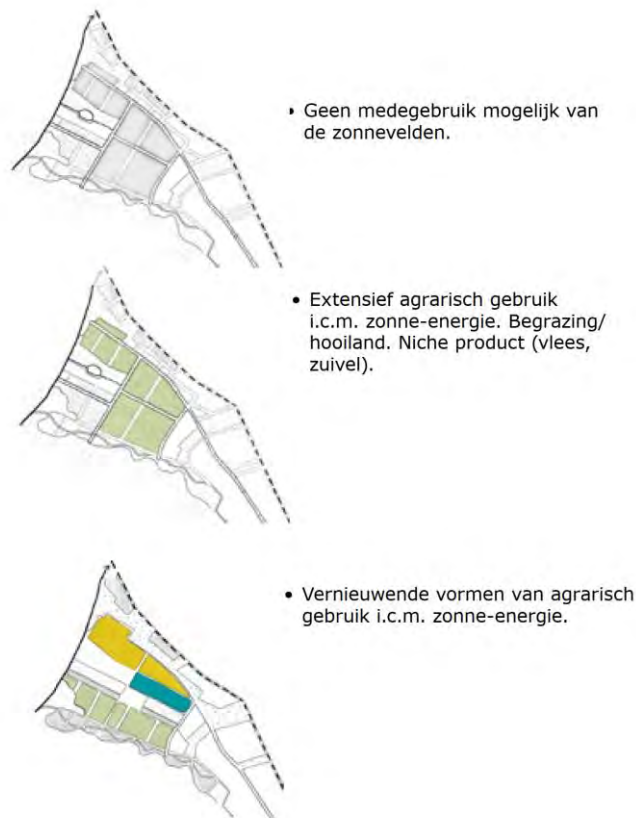 • Geen medegebruik mogelijk van
de zonnevelden.
• Extensief agrarisch gebruik
i.c.m. zonne-energie. Begrazing/
hooiland. Niche product (vlees,
zuivel).
• Vernieuwende vormen van agrarisch
gebruik i.c.m. zonne-energie.